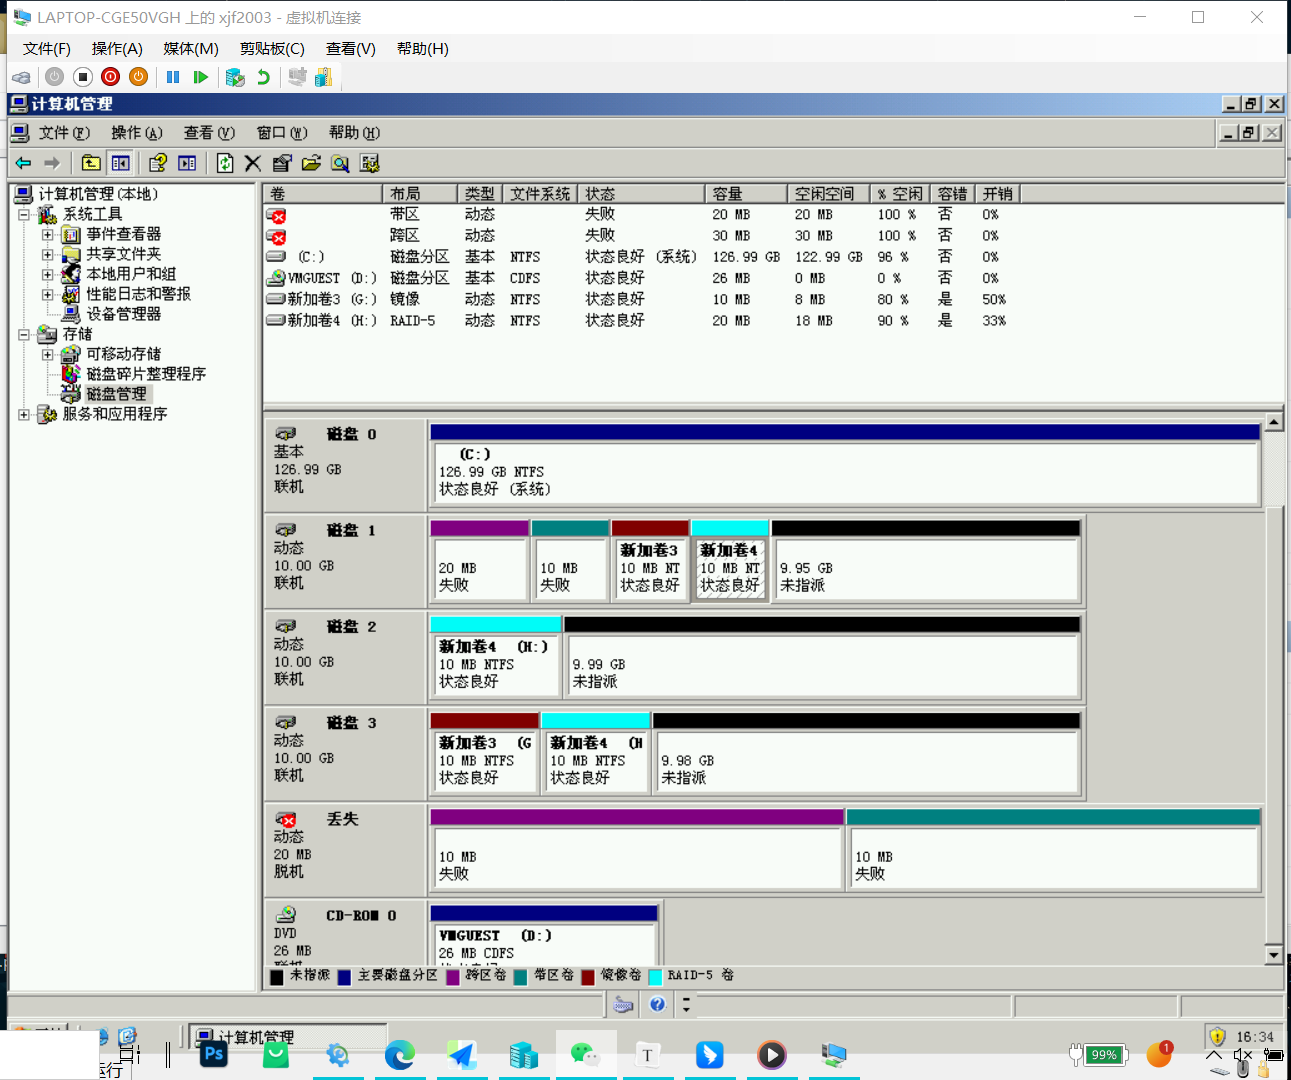 LAPTOP-CGE50VGH 上的 xjf2003 - 虚拟机连接
文件(F) 操作(A) 媒体(M) 剪贴板(C) 查看(V) 帮助(H)
计算机管理
文件(F) 操作(A) 查看(V) 窗口(W) 帮助(H)
计算机管理(本地)
系统工具
事件查看器
共享文件夹
本地用户和组
性能日志和警报
设备管理器
存储
可移动存储
磁盘碎片整理程序
磁盘管理
服务和应用程序
卷 布局 类型 文件系统 状态 容量 空闲空间 % 空闲 容错 开销
带区 动态 失败 20 MB 20 MB 100 % 否 0%
跨区 动态 失败 30 MB 30 MB 100 % 否 0%
(C:) 磁盘分区 基本 NTFS 状态良好 (系统) 126.99 GB 122.99 GB 96 % 否 0%
VMGUEST (D:) 磁盘分区 基本 CDFS 状态良好 26 MB 0 MB 0 % 否 0%
新加卷3 (G:) 镜像 动态 NTFS 状态良好 10 MB 8 MB 80 % 是 50%
新加卷4 (H:) RAID-5 动态 NTFS 状态良好 20 MB 18 MB 90 % 是 33%
磁盘 0
基本
126.99 GB
联机
(C:)
126.99 GB NTFS
状态良好 (系统)
磁盘 1
动态
10.00 GB
联机
20 MB
失败
10 MB
失败
新加卷3
10 MB NT
状态良好
新加卷4
10 MB NT
状态良好
9.95 GB
未指派
磁盘 2
动态
10.00 GB
联机
新加卷4 (H:)
10 MB NTFS
状态良好
9.99 GB
未指派
磁盘 3
动态
10.00 GB
联机
新加卷3 (G
10 MB NTFS
状态良好
新加卷4 (H
10 MB NTFS
状态良好
9.98 GB
未指派
丢失
动态
20 MB
脱机
10 MB
失败
10 MB
失败
CD-ROM 0
DVD
26 MB
VMGUEST (D:)
26 MB CDFS
未指派 主要磁盘分区 跨区卷 带区卷 镜像卷 RAID-5 卷
计算机管理
16:34
运行
Ps
T
99%
1